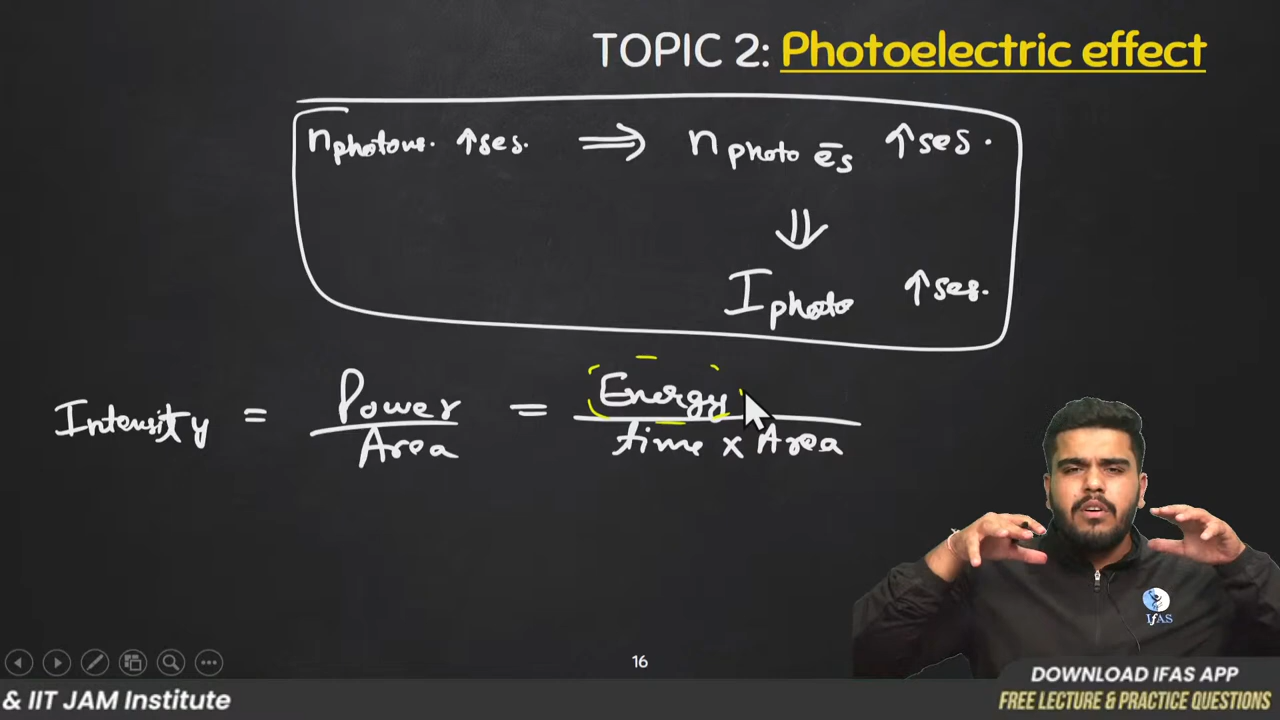 TOPIC 2: Photoelectric effect
nphotons. ↑ses. ⇒ nphoto ēs ↑ses.
⇓
Iphoto ↑ses.
Intensity = Power / Area = Energy / time x Area
IFAS
16
DOWNLOAD IFAS APP
& IIT JAM Institute
FREE LECTURE & PRACTICE QUESTIONS